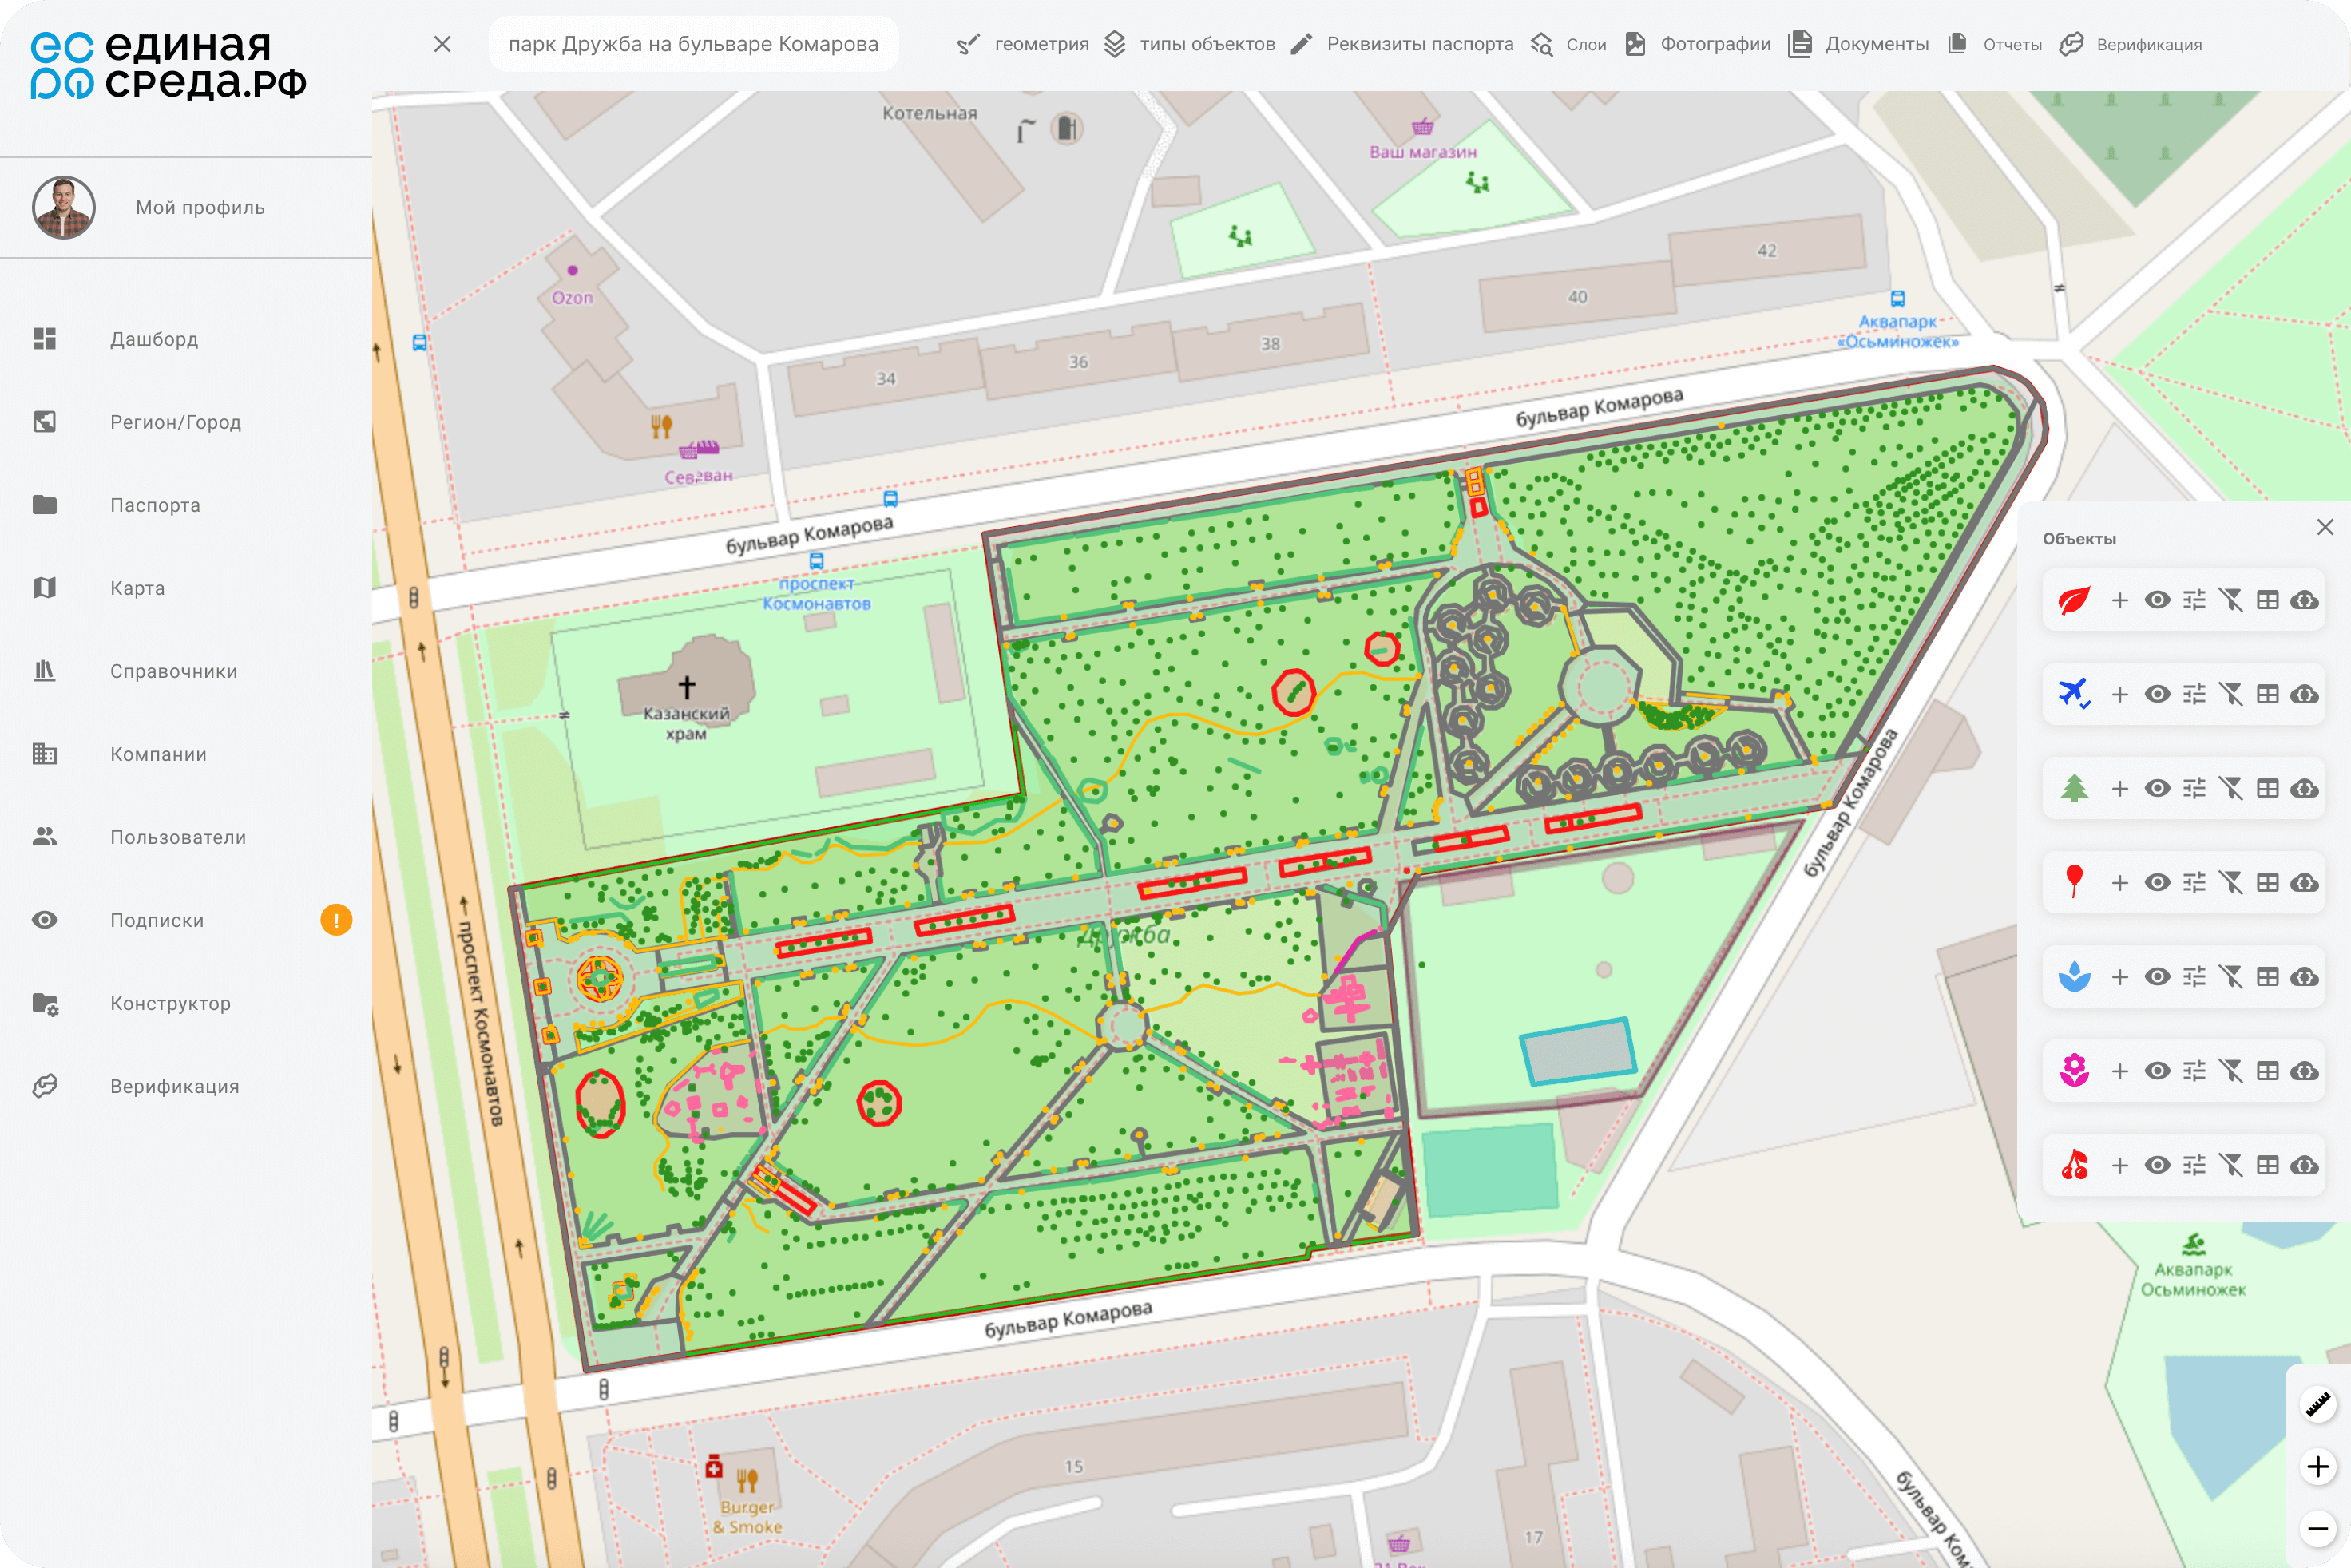 единая
среда.рф
парк Дружба на бульваре Комарова
геометрия
типы объектов
Реквизиты паспорта
Слои
Фотографии
Документы
Отчеты
Верификация
Мой профиль
Дашборд
Регион/Город
Паспорта
Карта
Справочники
Компании
Пользователи
Подписки
!
Конструктор
Верификация
Котельная
Ваш магазин
Ozon
42
40
38
36
34
Аквапарк
«Осьминожек»
Севڡван
бульвар Комарова
бульвар Комарова
проспект
Космонавтов
Казанский
храм
бульвар Комарова
Дружба
проспект Космонавтов
бульвар Комарова
Объекты
Аквапарк
Осьминожек
15
17
Burger
& Smoke
бульвар Ком